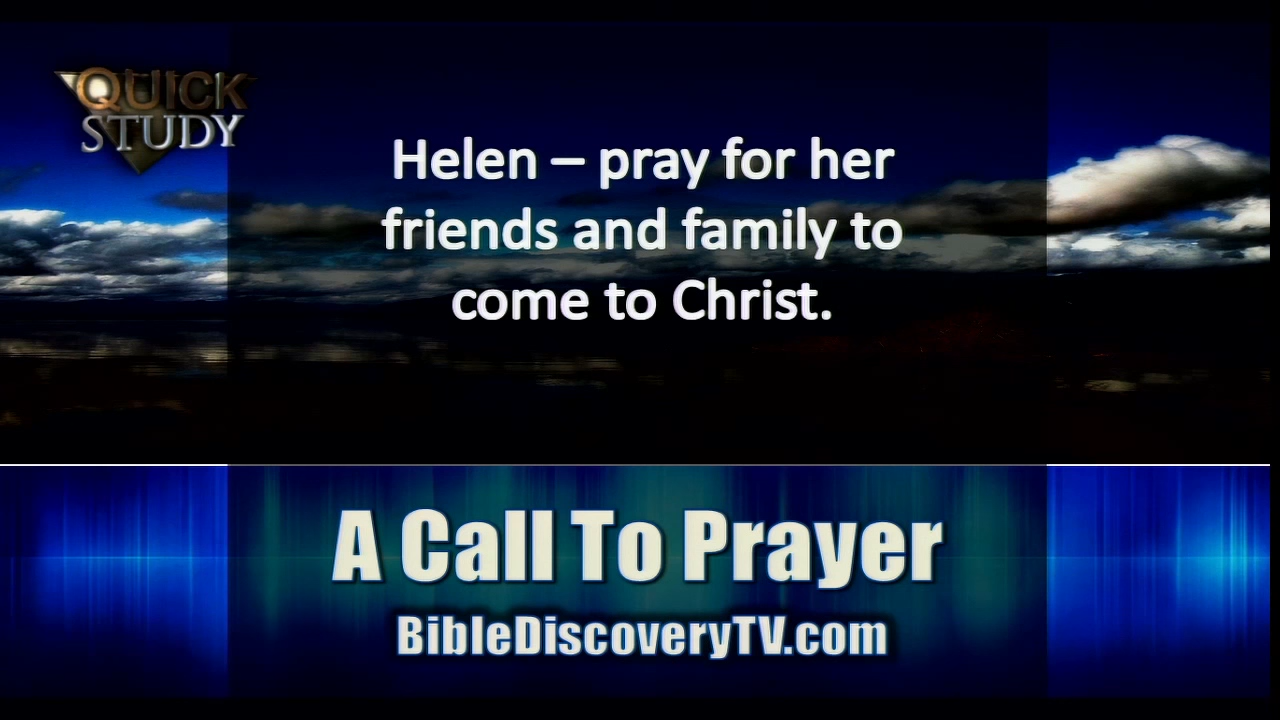 QUICK
STUDY
Helen – pray for her
friends and family to
come to Christ.
A Call To Prayer
BibleDiscoveryTV.com